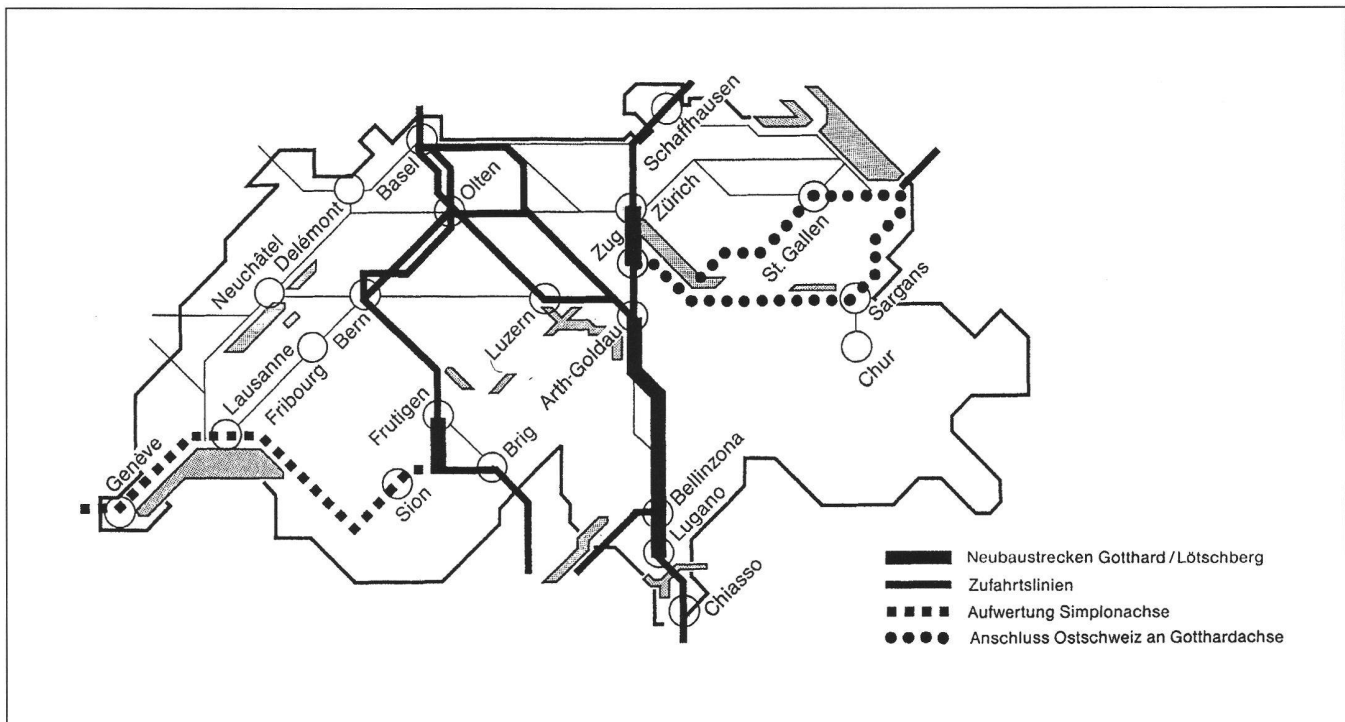 Schaffhausen
Basel
Olten
Zürich
Zug
St. Gallen
Sargans
Chur
Delémont
Neuchâtel
Bern
Luzern
Arth-Goldau
Lausanne
Fribourg
Frutigen
Brig
Genève
Sion
Bellinzona
Lugano
Chiasso
Neubaustrecken Gotthard / Lötschberg
Zufahrtslinien
Aufwertung Simplonachse
Anschluss Ostschweiz an Gotthardachse